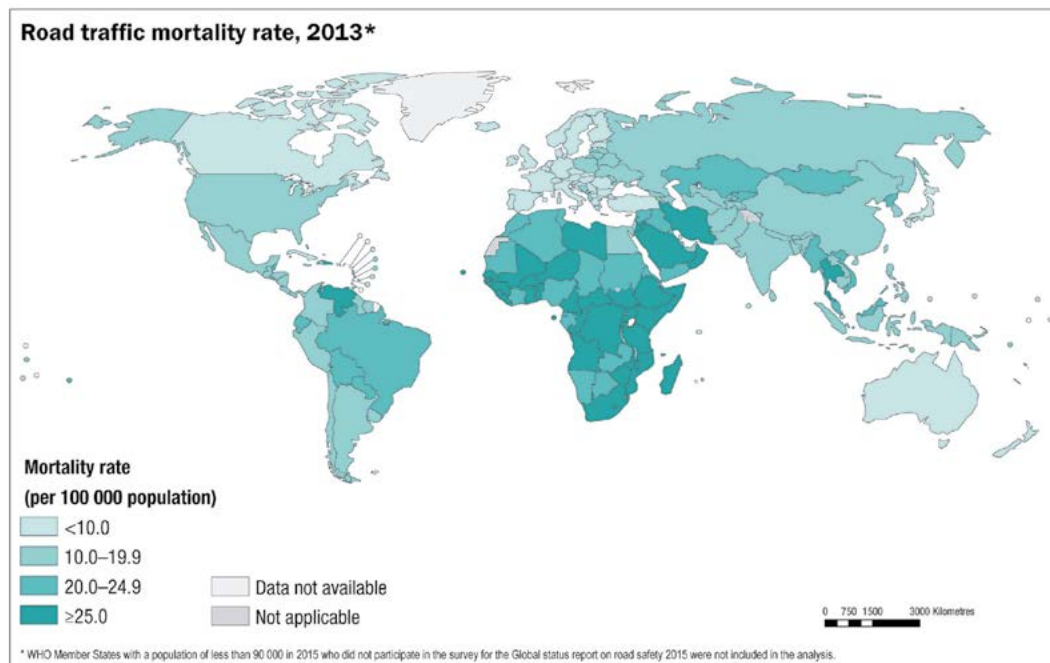 Road traffic mortality rate, 2013*
Mortality rate
(per 100 000 population)
<10.0
10.0–19.9
20.0–24.9
≥25.0
Data not available
Not applicable
0 750 1500 3000 Kilometres
* WHO Member States with a population of less than 90 000 in 2015 who did not participate in the survey for the Global status report on road safety 2015 were not included in the analysis.